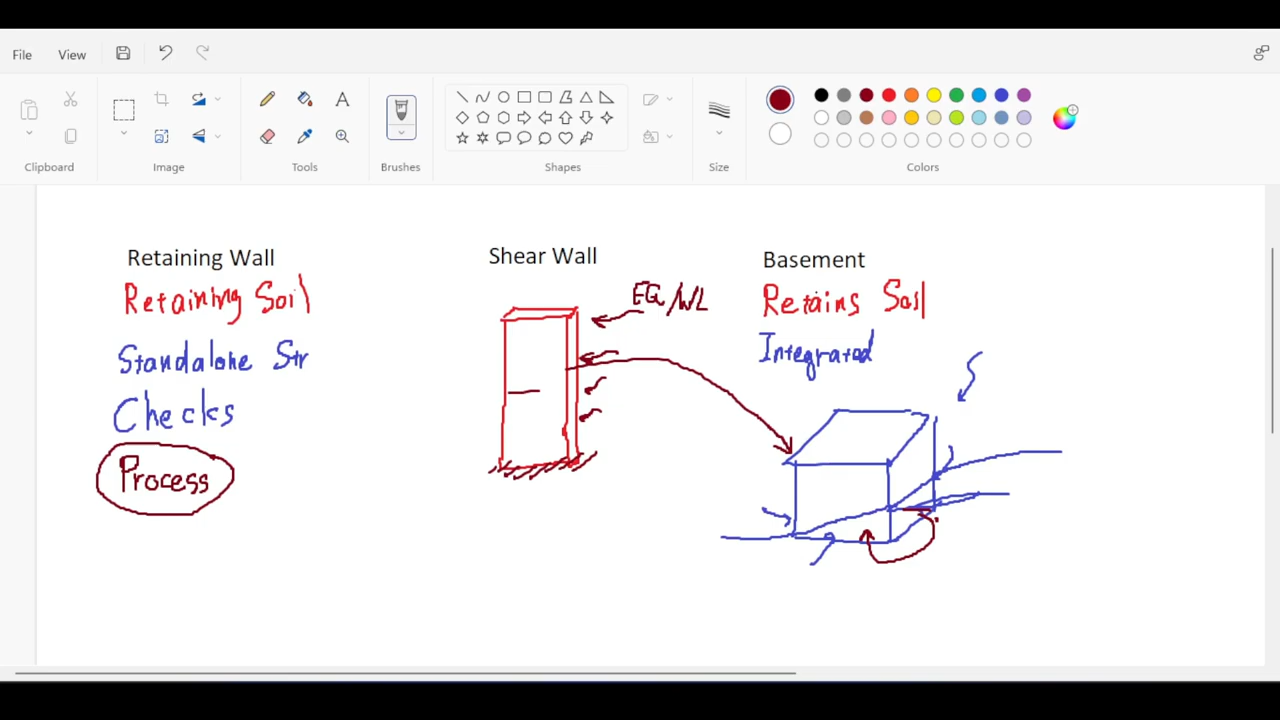 File View
Clipboard Image Tools Brushes Shapes Size Colors
Retaining Wall
Retaining Soil
Standalone Str
Checks
Process
Shear Wall
EQ/WL
Basement
Retains Soil
Integrated